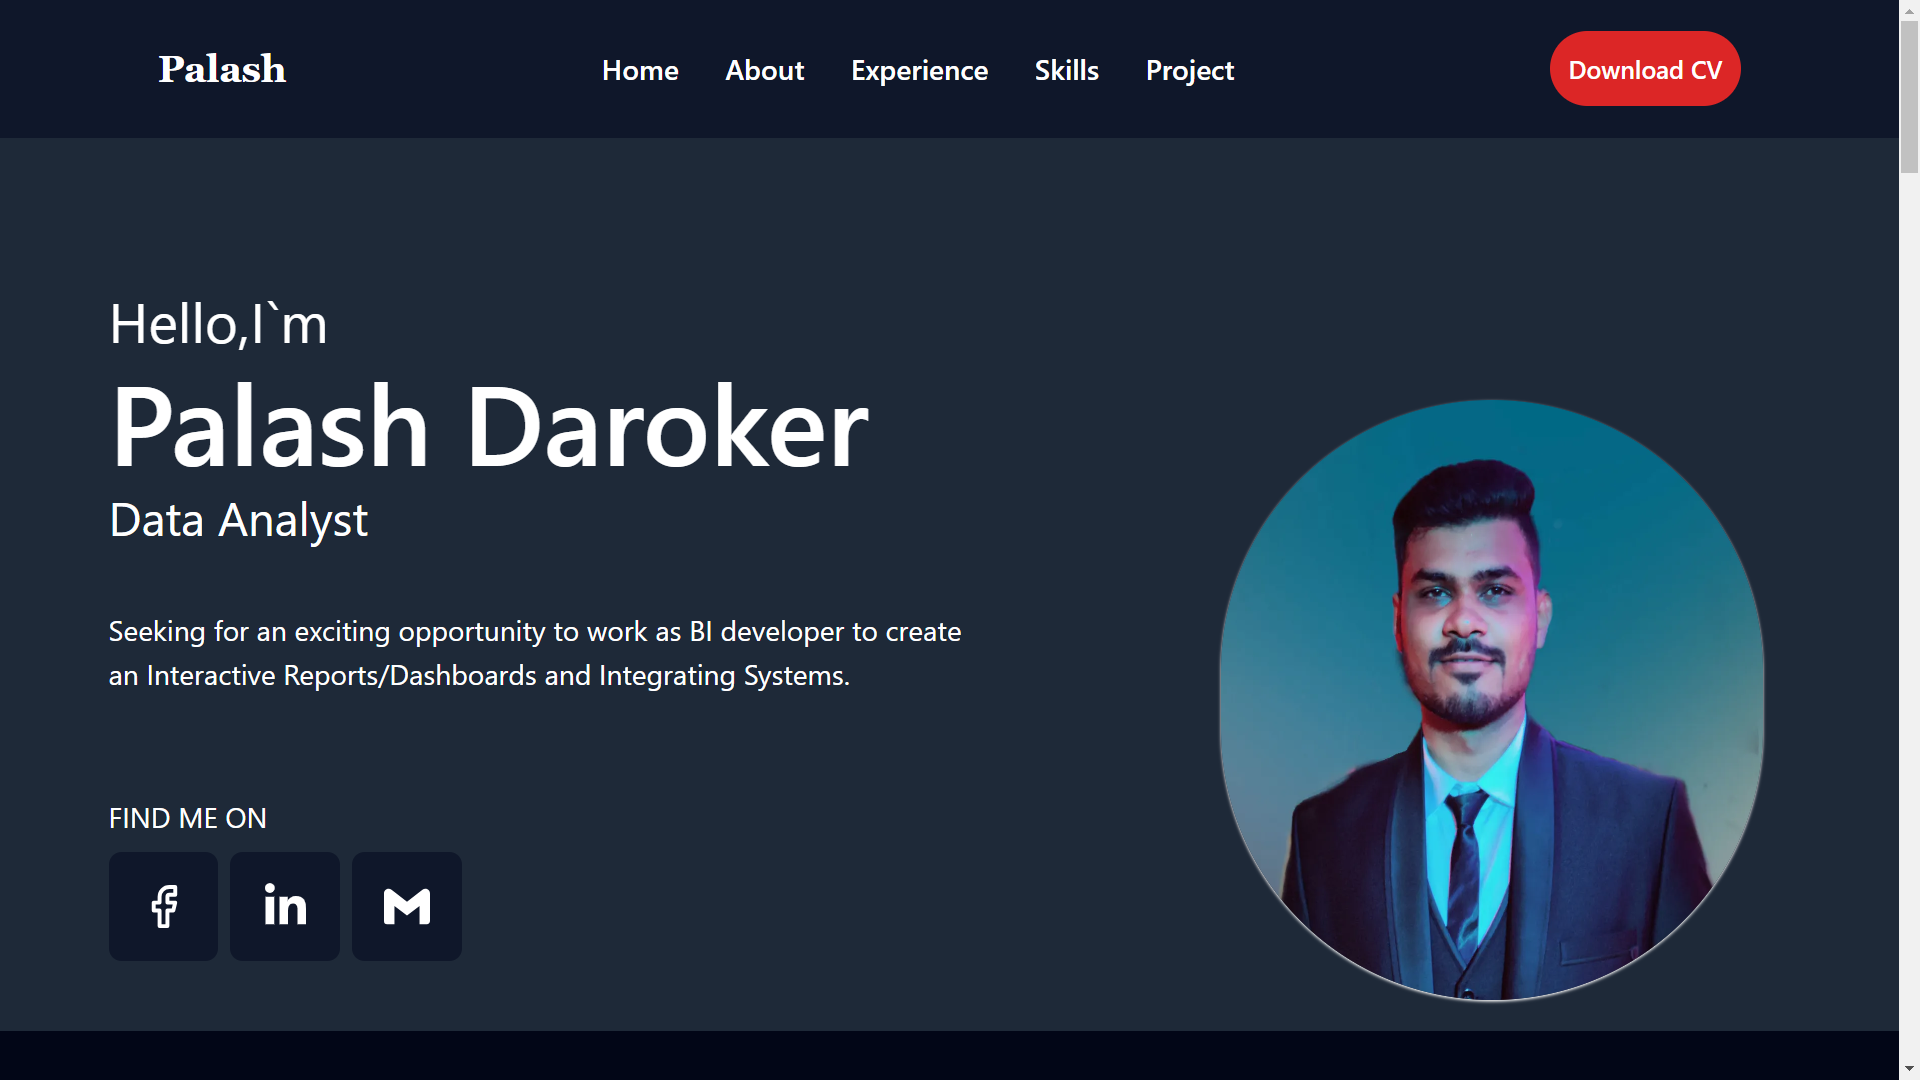 Palash
Home
About
Experience
Skills
Project
Download CV
Hello,I`m
Palash Daroker
Data Analyst
Seeking for an exciting opportunity to work as BI developer to create
an Interactive Reports/Dashboards and Integrating Systems.
FIND ME ON